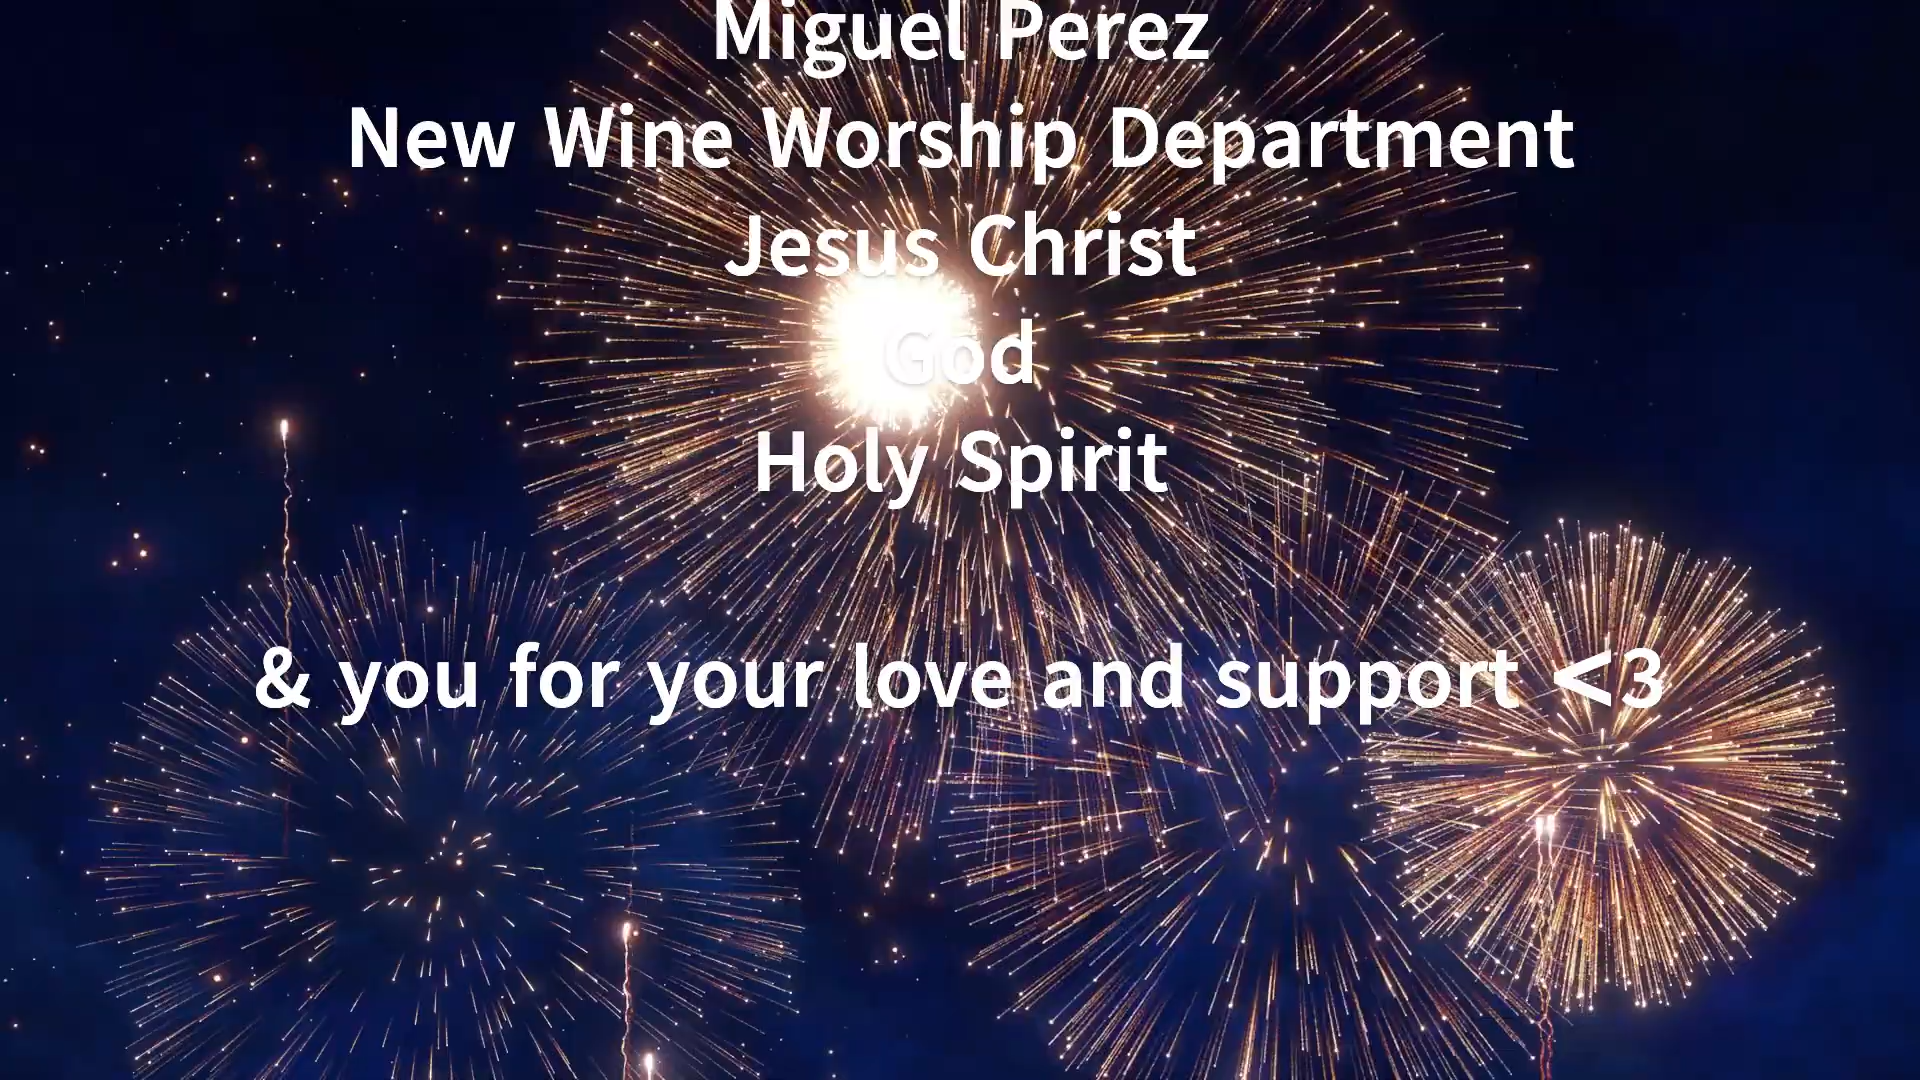 Miguel Perez
New Wine Worship Department
Jesus Christ
God
Holy Spirit
& you for your love and support <3